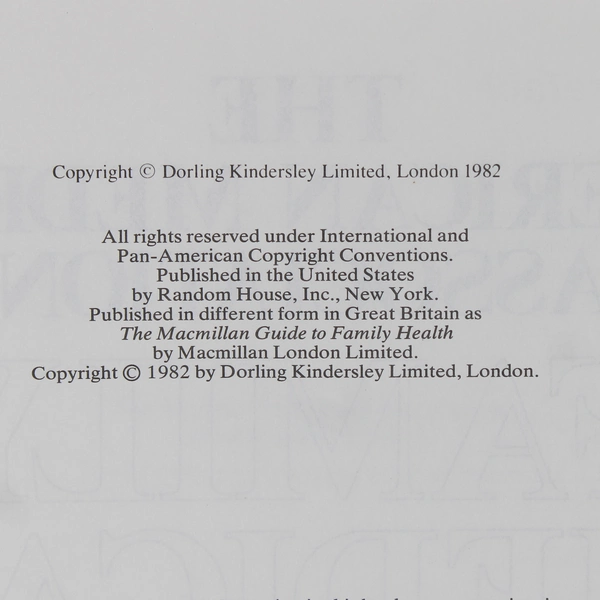 Copyright © Dorling Kindersley Limited, London 1982
All rights reserved under International and
Pan-American Copyright Conventions.
Published in the United States
by Random House, Inc., New York.
Published in different form in Great Britain as
The Macmillan Guide to Family Health
by Macmillan London Limited.
Copyright © 1982 by Dorling Kindersley Limited, London.